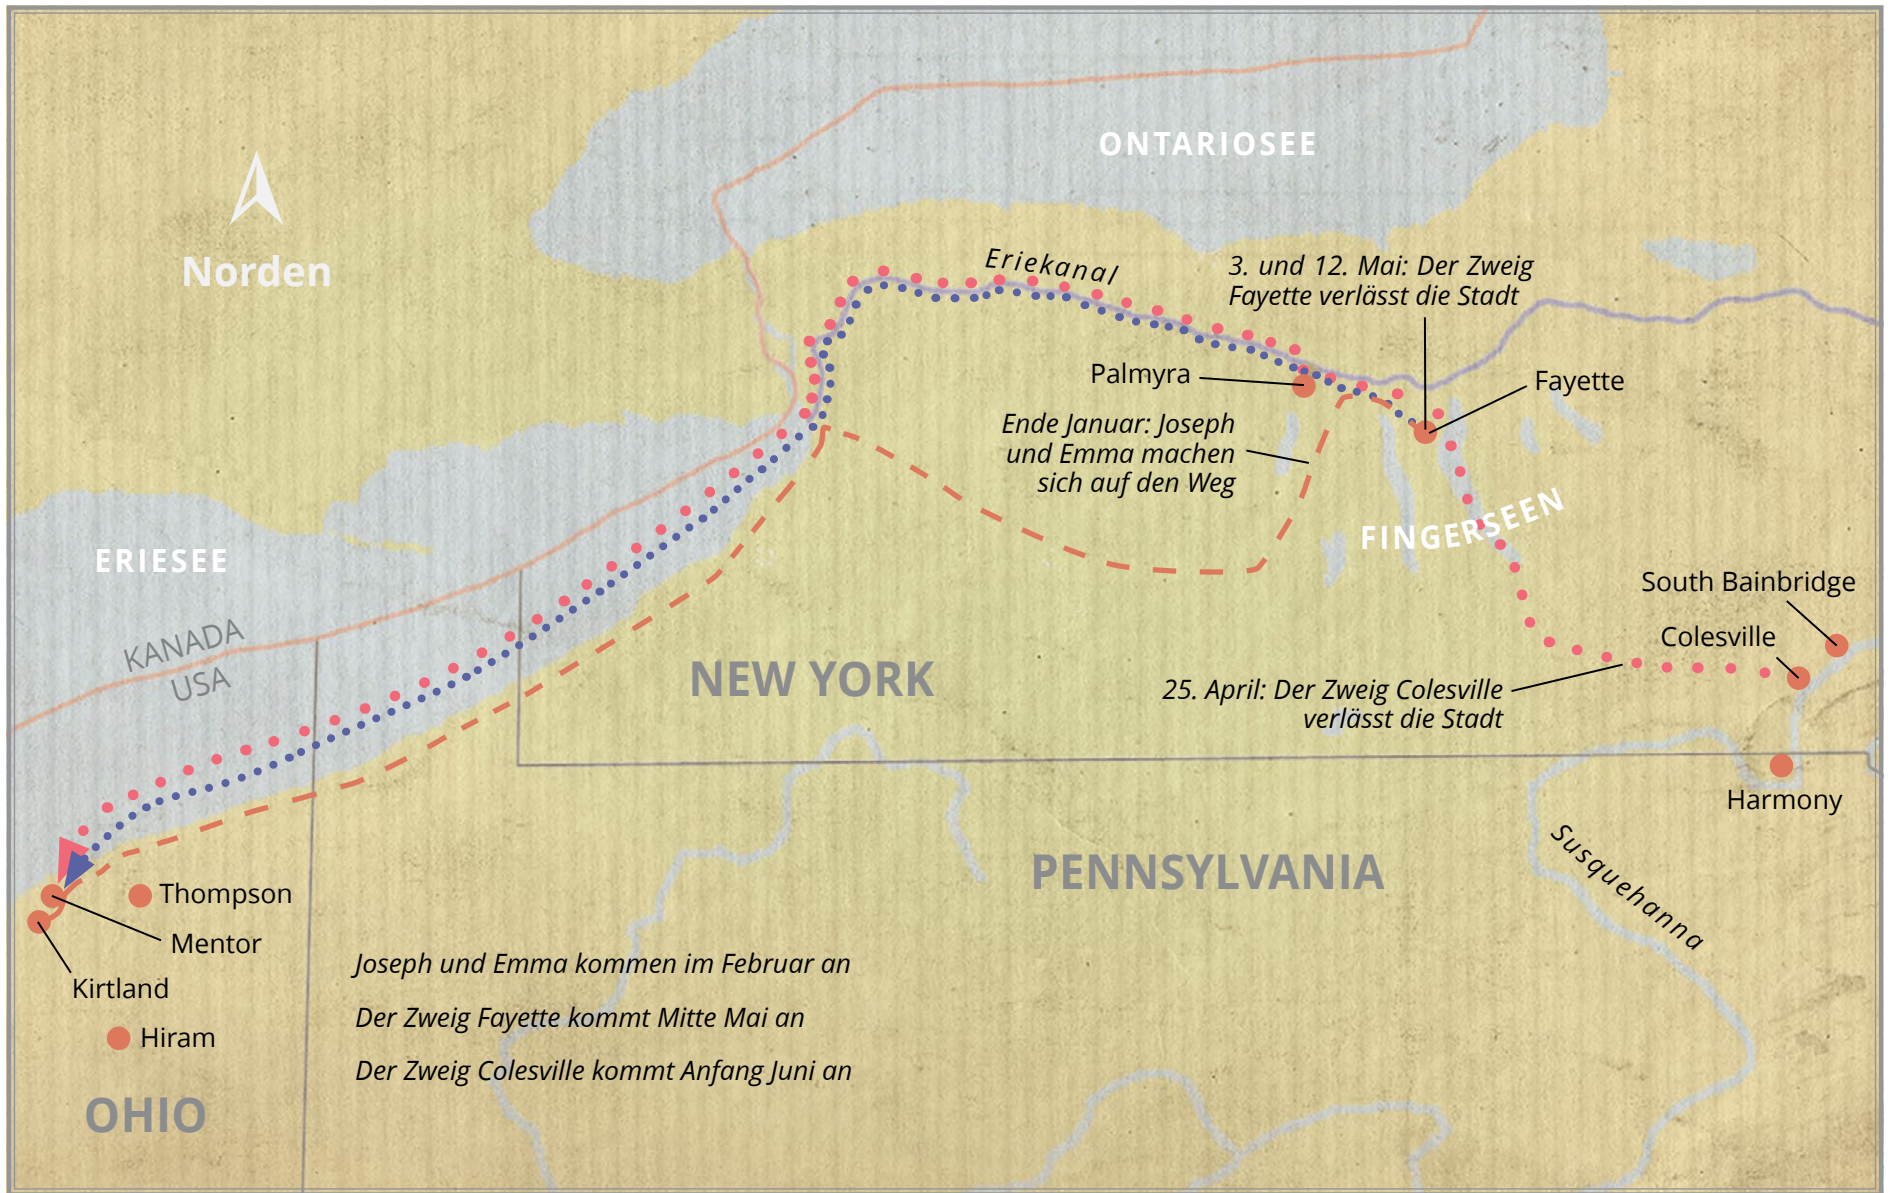 ONTARIOSEE
Norden
Eriekanal
3. und 12. Mai: Der Zweig
Fayette verlässt die Stadt
Palmyra
Fayette
Ende Januar: Joseph
und Emma machen
sich auf den Weg
FINGERSEEN
ERIESEE
South Bainbridge
KANADA
Colesville
USA
NEW YORK
25. April: Der Zweig Colesville
verlässt die Stadt
Harmony
PENNSYLVANIA
Susquehanna
Thompson
Mentor
Kirtland
Hiram
Joseph und Emma kommen im Februar an
Der Zweig Fayette kommt Mitte Mai an
Der Zweig Colesville kommt Anfang Juni an
OHIO